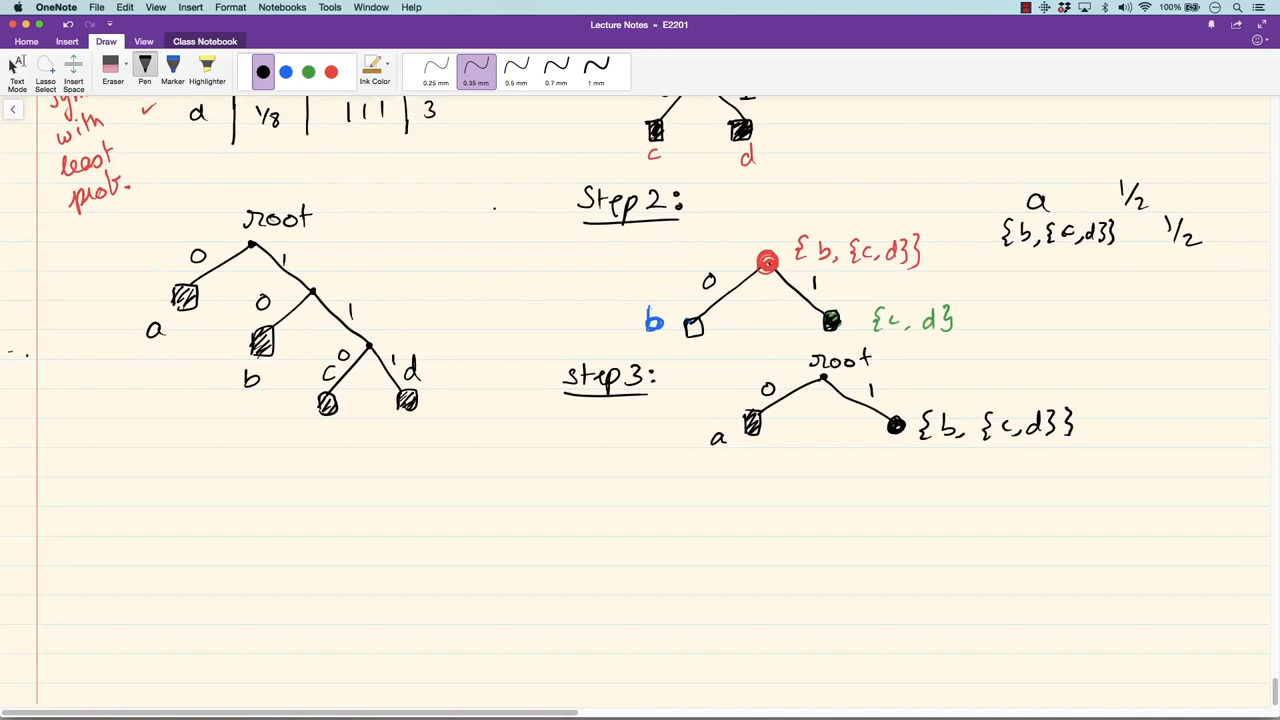 OneNote File Edit View Insert Format Notebooks Tools Window Help 100%
Lecture Notes • E2201
Home Insert Draw View Class Notebook
Text Mode Lasso Select Insert Space Eraser Pen Marker Highlighter Ink Color 0.25 mm 0.35 mm 0.5 mm 0.7 mm 1 mm
with
least
prob.
d 1/8 111 3
root
0 1
a
0 1
b
0 1
c d
c d
Step 2:
a 1/2
{b,{c,d}} 1/2
{b,{c,d}}
0 1
b {c,d}
Step 3:
root
0 1
a {b, {c,d}}